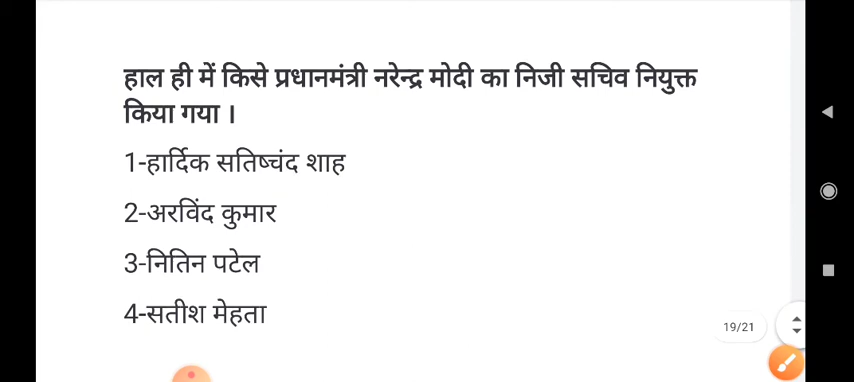 हाल ही में किसे प्रधानमंत्री नरेन्द्र मोदी का निजी सचिव नियुक्त
किया गया ।
1-हार्दिक सतिष्चंद शाह
2-अरविंद कुमार
3-नितिन पटेल
4-सतीश मेहता
19/21